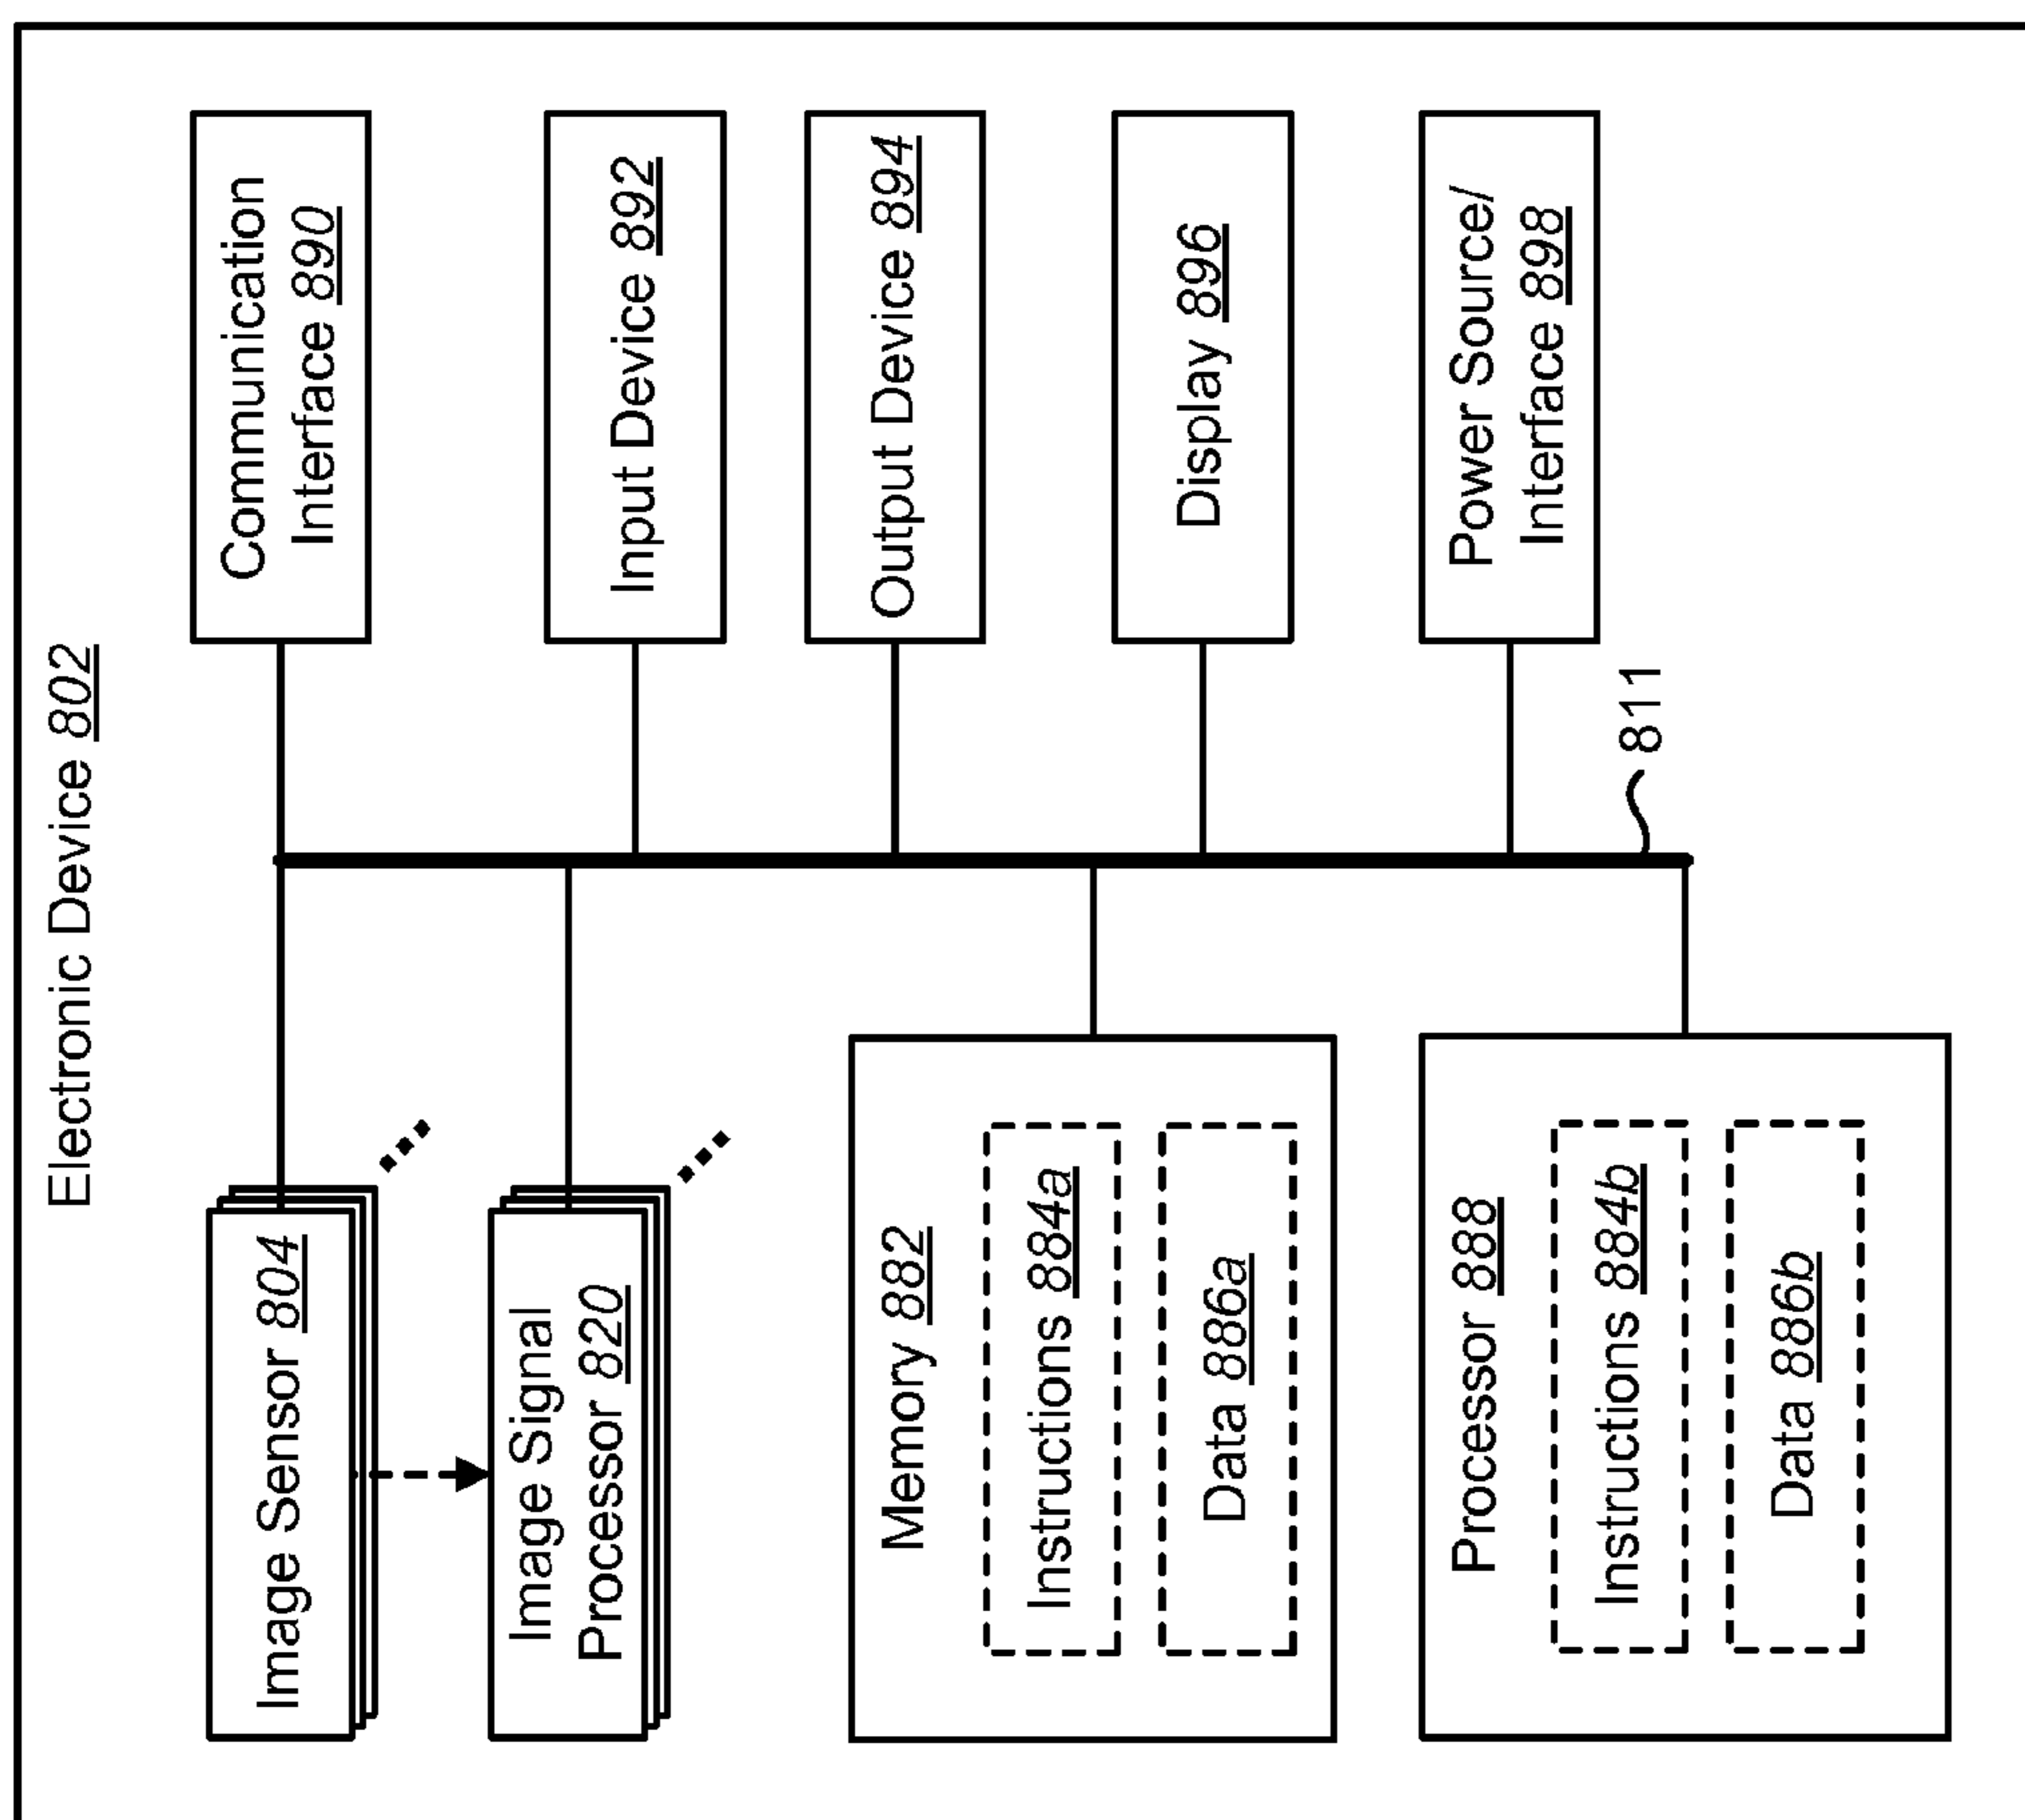 Electronic Device 802
Image Sensor 804
Image Signal
Processor 820
Memory 882
Instructions 884a
Data 886a
Processor 888
Instructions 884b
Data 886b
Communication
Interface 890
Input Device 892
Output Device 894
Display 896
Power Source/
Interface 898
811